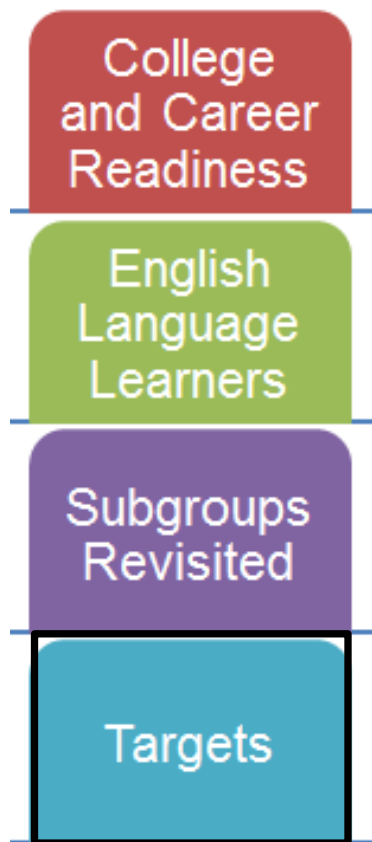 College
and Career
Readiness
English
Language
Learners
Subgroups
Revisited
Targets